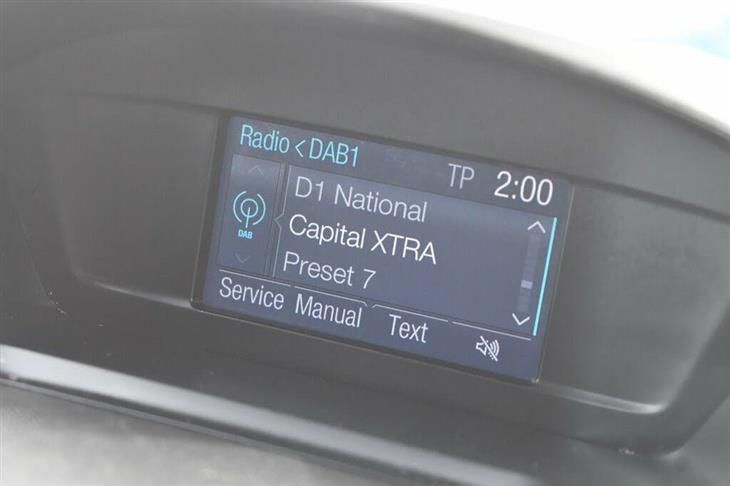 Radio < DAB1
TP 2:00
D1 National
Capital XTRA
DAB
Preset 7
Service Manual Text